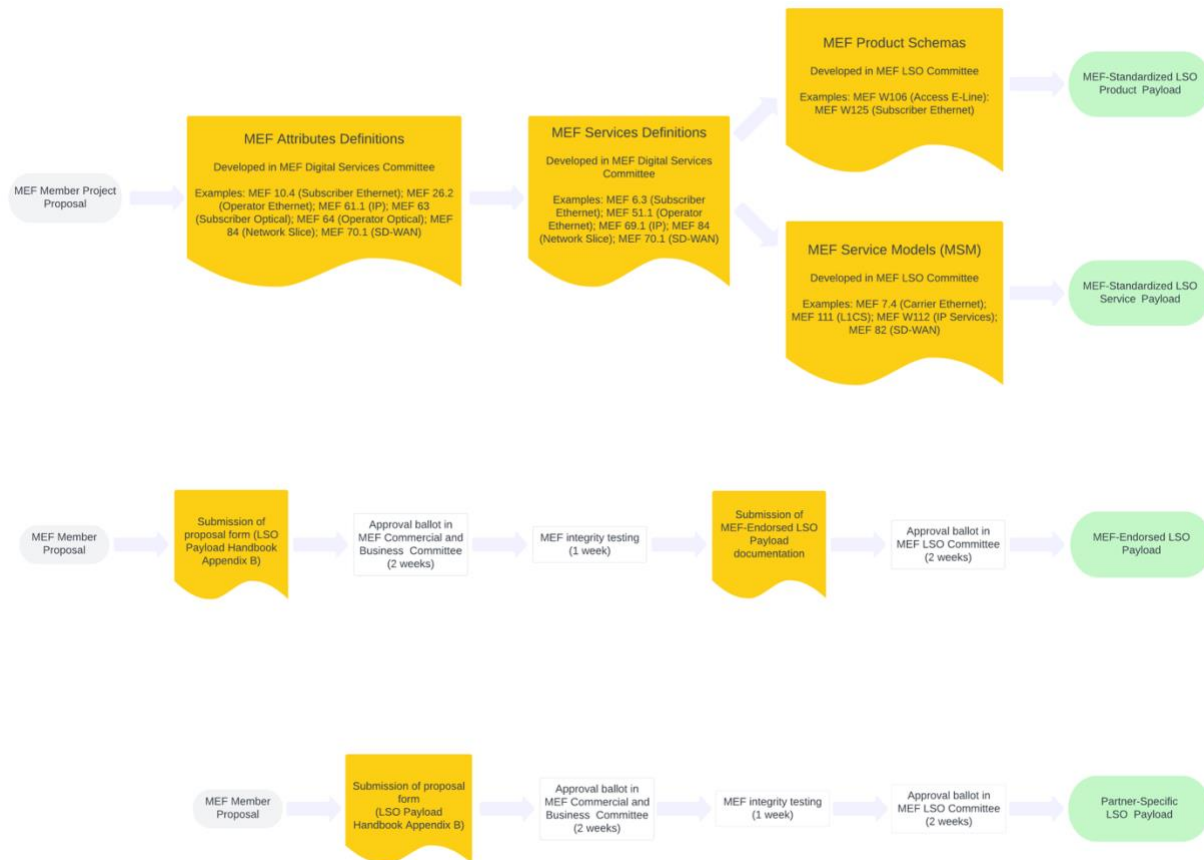 MEF Product Schemas
Developed in MEF LSO Committee
Examples: MEF W106 (Access E-Line):
MEF W125 (Subscriber Ethernet)
MEF-Standardized LSO
Product Payload
MEF Attributes Definitions
Developed in MEF Digital Services Committee
Examples: MEF 10.4 (Subscriber Ethernet); MEF 26.2
(Operator Ethernet); MEF 61.1 (IP); MEF 63
(Subscriber Optical); MEF 64 (Operator Optical); MEF
84 (Network Slice); MEF 70.1 (SD-WAN)
MEF Services Definitions
Developed in MEF Digital Services
Committee
Examples: MEF 6.3 (Subscriber
Ethernet); MEF 51.1 (Operator
Ethernet); MEF 69.1 (IP); MEF 84
(Network Slice); MEF 70.1 (SD-WAN)
MEF Member Project
Proposal
MEF Service Models (MSM)
Developed in MEF LSO Committee
Examples: MEF 7.4 (Carrier Ethernet);
MEF 111 (L1CS); MEF W112 (IP Services);
MEF 82 (SD-WAN)
MEF-Standardized LSO
Service Payload
MEF Member
Proposal
Submission of
proposal form (LSO
Payload Handbook
Appendix B)
Approval ballot in
MEF Commercial and
Business Committee
(2 weeks)
MEF integrity testing
(1 week)
Submission of
MEF-Endorsed LSO
Payload
documentation
Approval ballot in
MEF LSO Committee
(2 weeks)
MEF-Endorsed LSO
Payload
MEF Member
Proposal
Submission of proposal
form
(LSO Payload
Handbook Appendix B)
Approval ballot in
MEF Commercial and
Business Committee
(2 weeks)
MEF integrity testing
(1 week)
Approval ballot in
MEF LSO Committee
(2 weeks)
Partner-Specific
LSO Payload